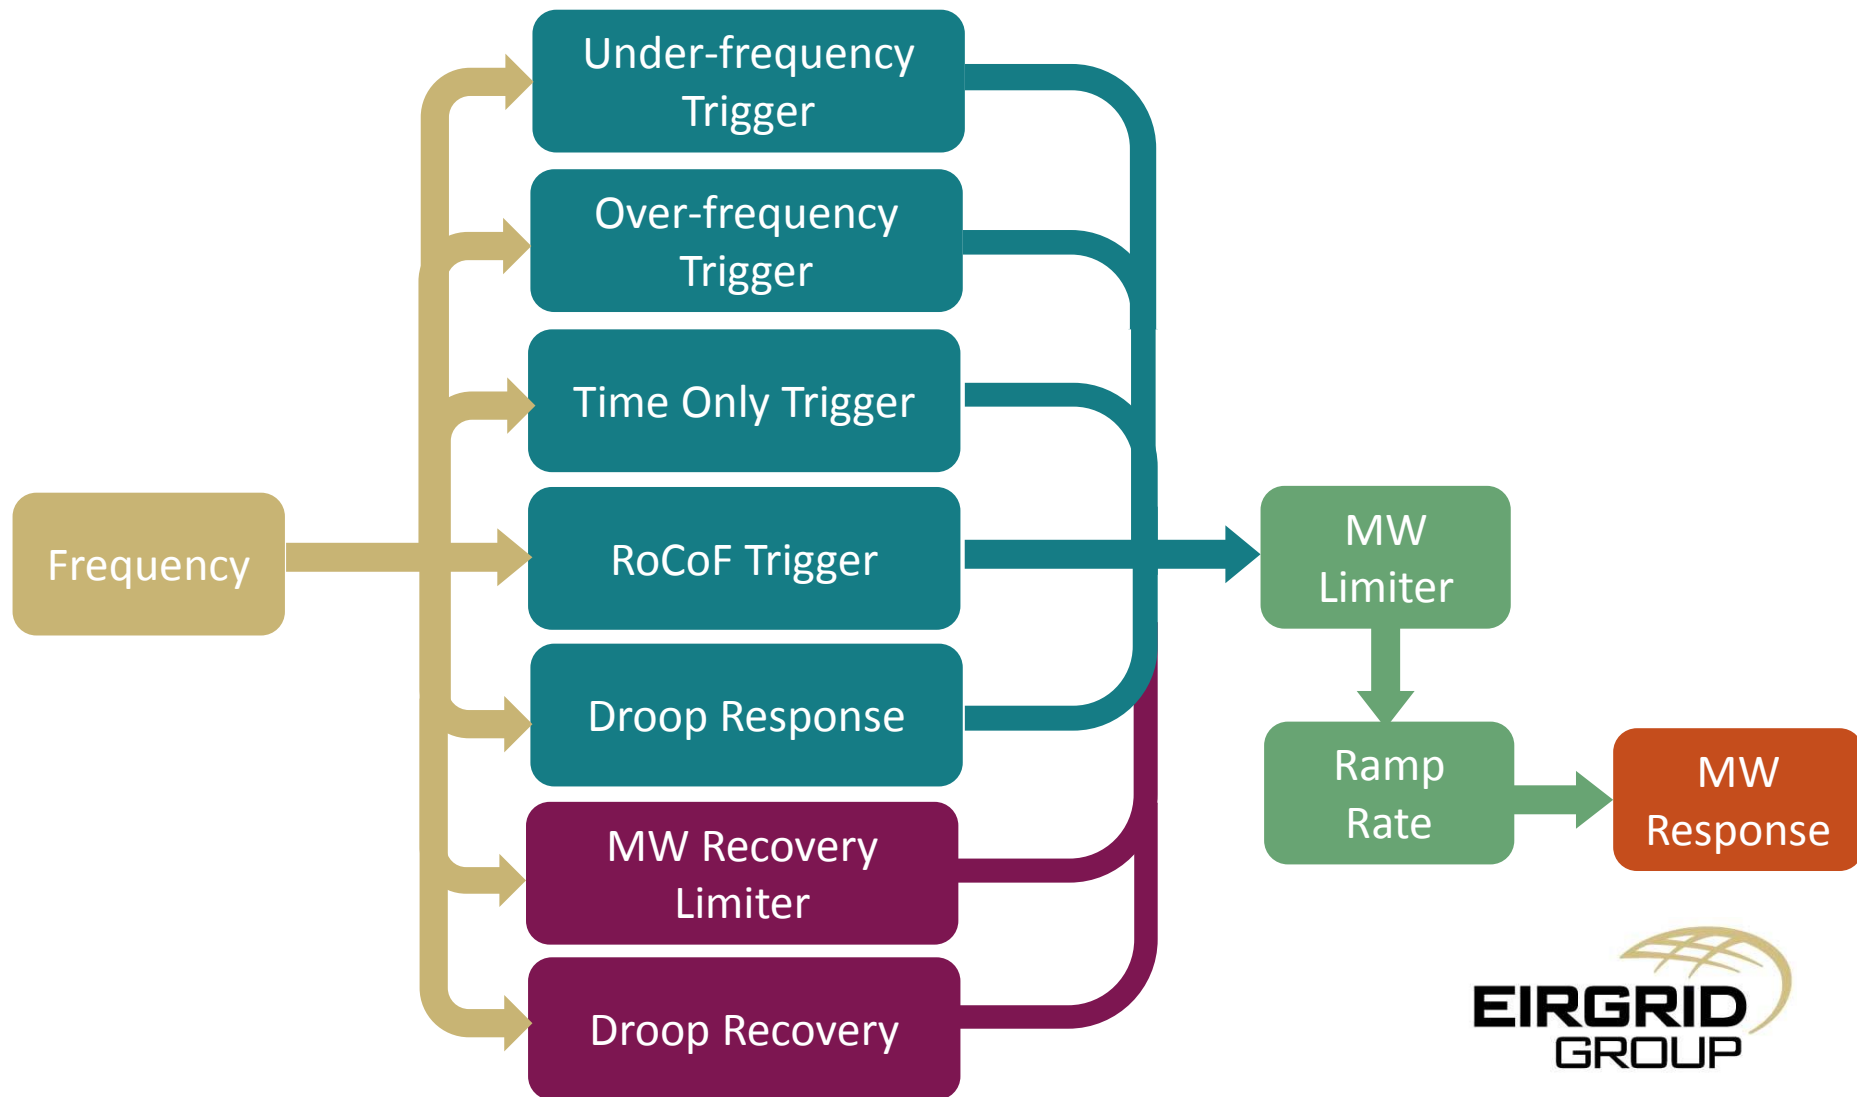 Under-frequency
Trigger
Over-frequency
Trigger
Time Only Trigger
Frequency
RoCoF Trigger
MW
Limiter
Droop Response
Ramp
Rate
MW
Response
MW Recovery
Limiter
Droop Recovery
EIRGRID
GROUP